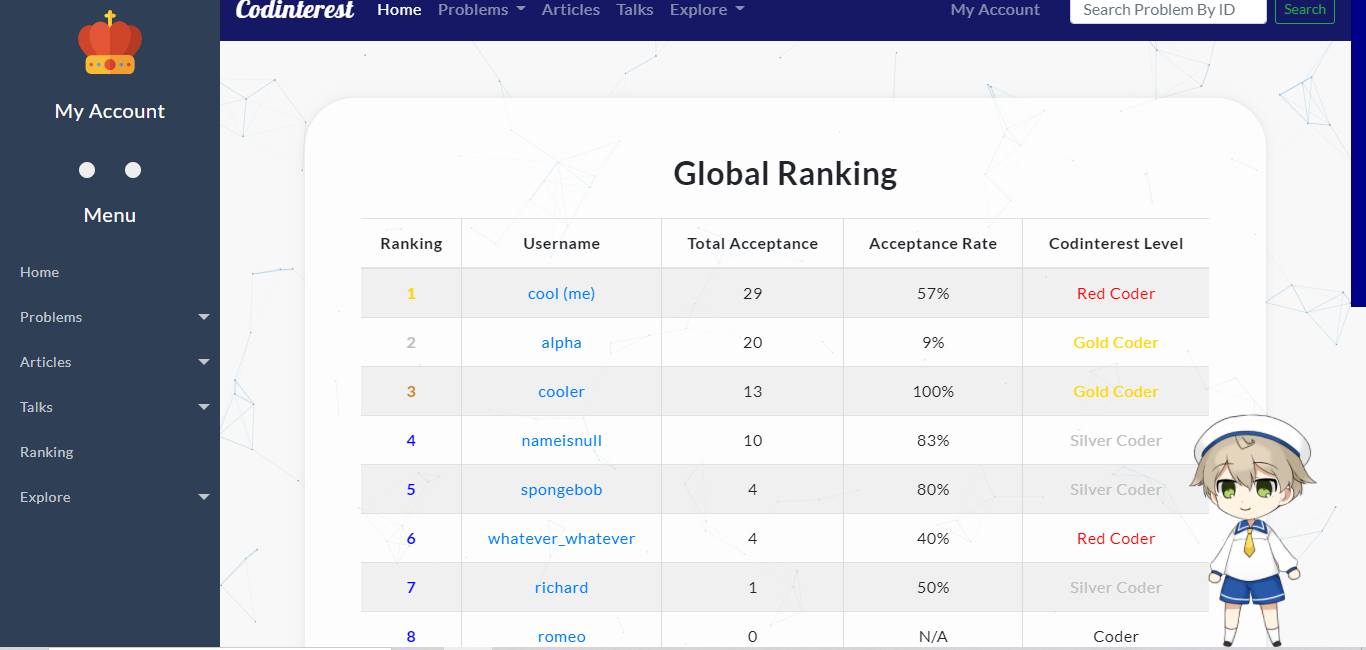 Codinterest Home Problems Articles Talks Explore My Account Search Problem By ID Search
My Account
Menu
Home
Problems
Articles
Talks
Ranking
Explore
Global Ranking
Ranking Username Total Acceptance Acceptance Rate Codinterest Level
1 cool (me) 29 57% Red Coder
2 alpha 20 9% Gold Coder
3 cooler 13 100% Gold Coder
4 nameisnull 10 83% Silver Coder
5 spongebob 4 80% Silver Coder
6 whatever_whatever 4 40% Red Coder
7 richard 1 50% Silver Coder
8 romeo 0 N/A Coder